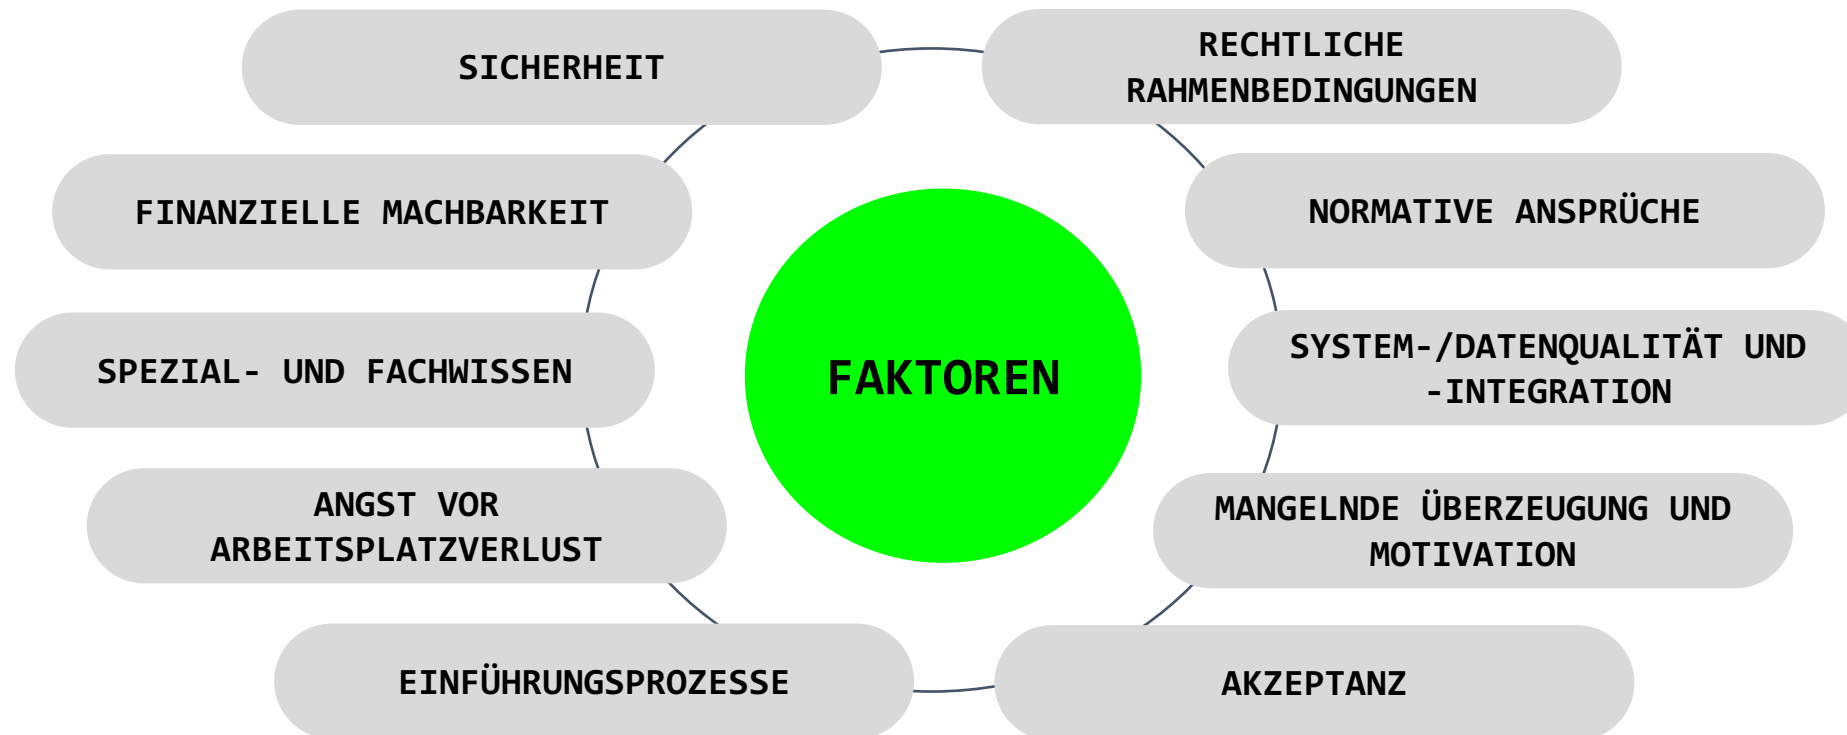 SICHERHEIT
RECHTLICHE
RAHMENBEDINGUNGEN
FINANZIELLE MACHBARKEIT
NORMATIVE ANSPRÜCHE
SPEZIAL- UND FACHWISSEN
FAKTOREN
SYSTEM-/DATENQUALITÄT UND
-INTEGRATION
ANGST VOR
ARBEITSPLATZVERLUST
MANGELNDE ÜBERZEUGUNG UND
MOTIVATION
EINFÜHRUNGSPROZESSE
AKZEPTANZ